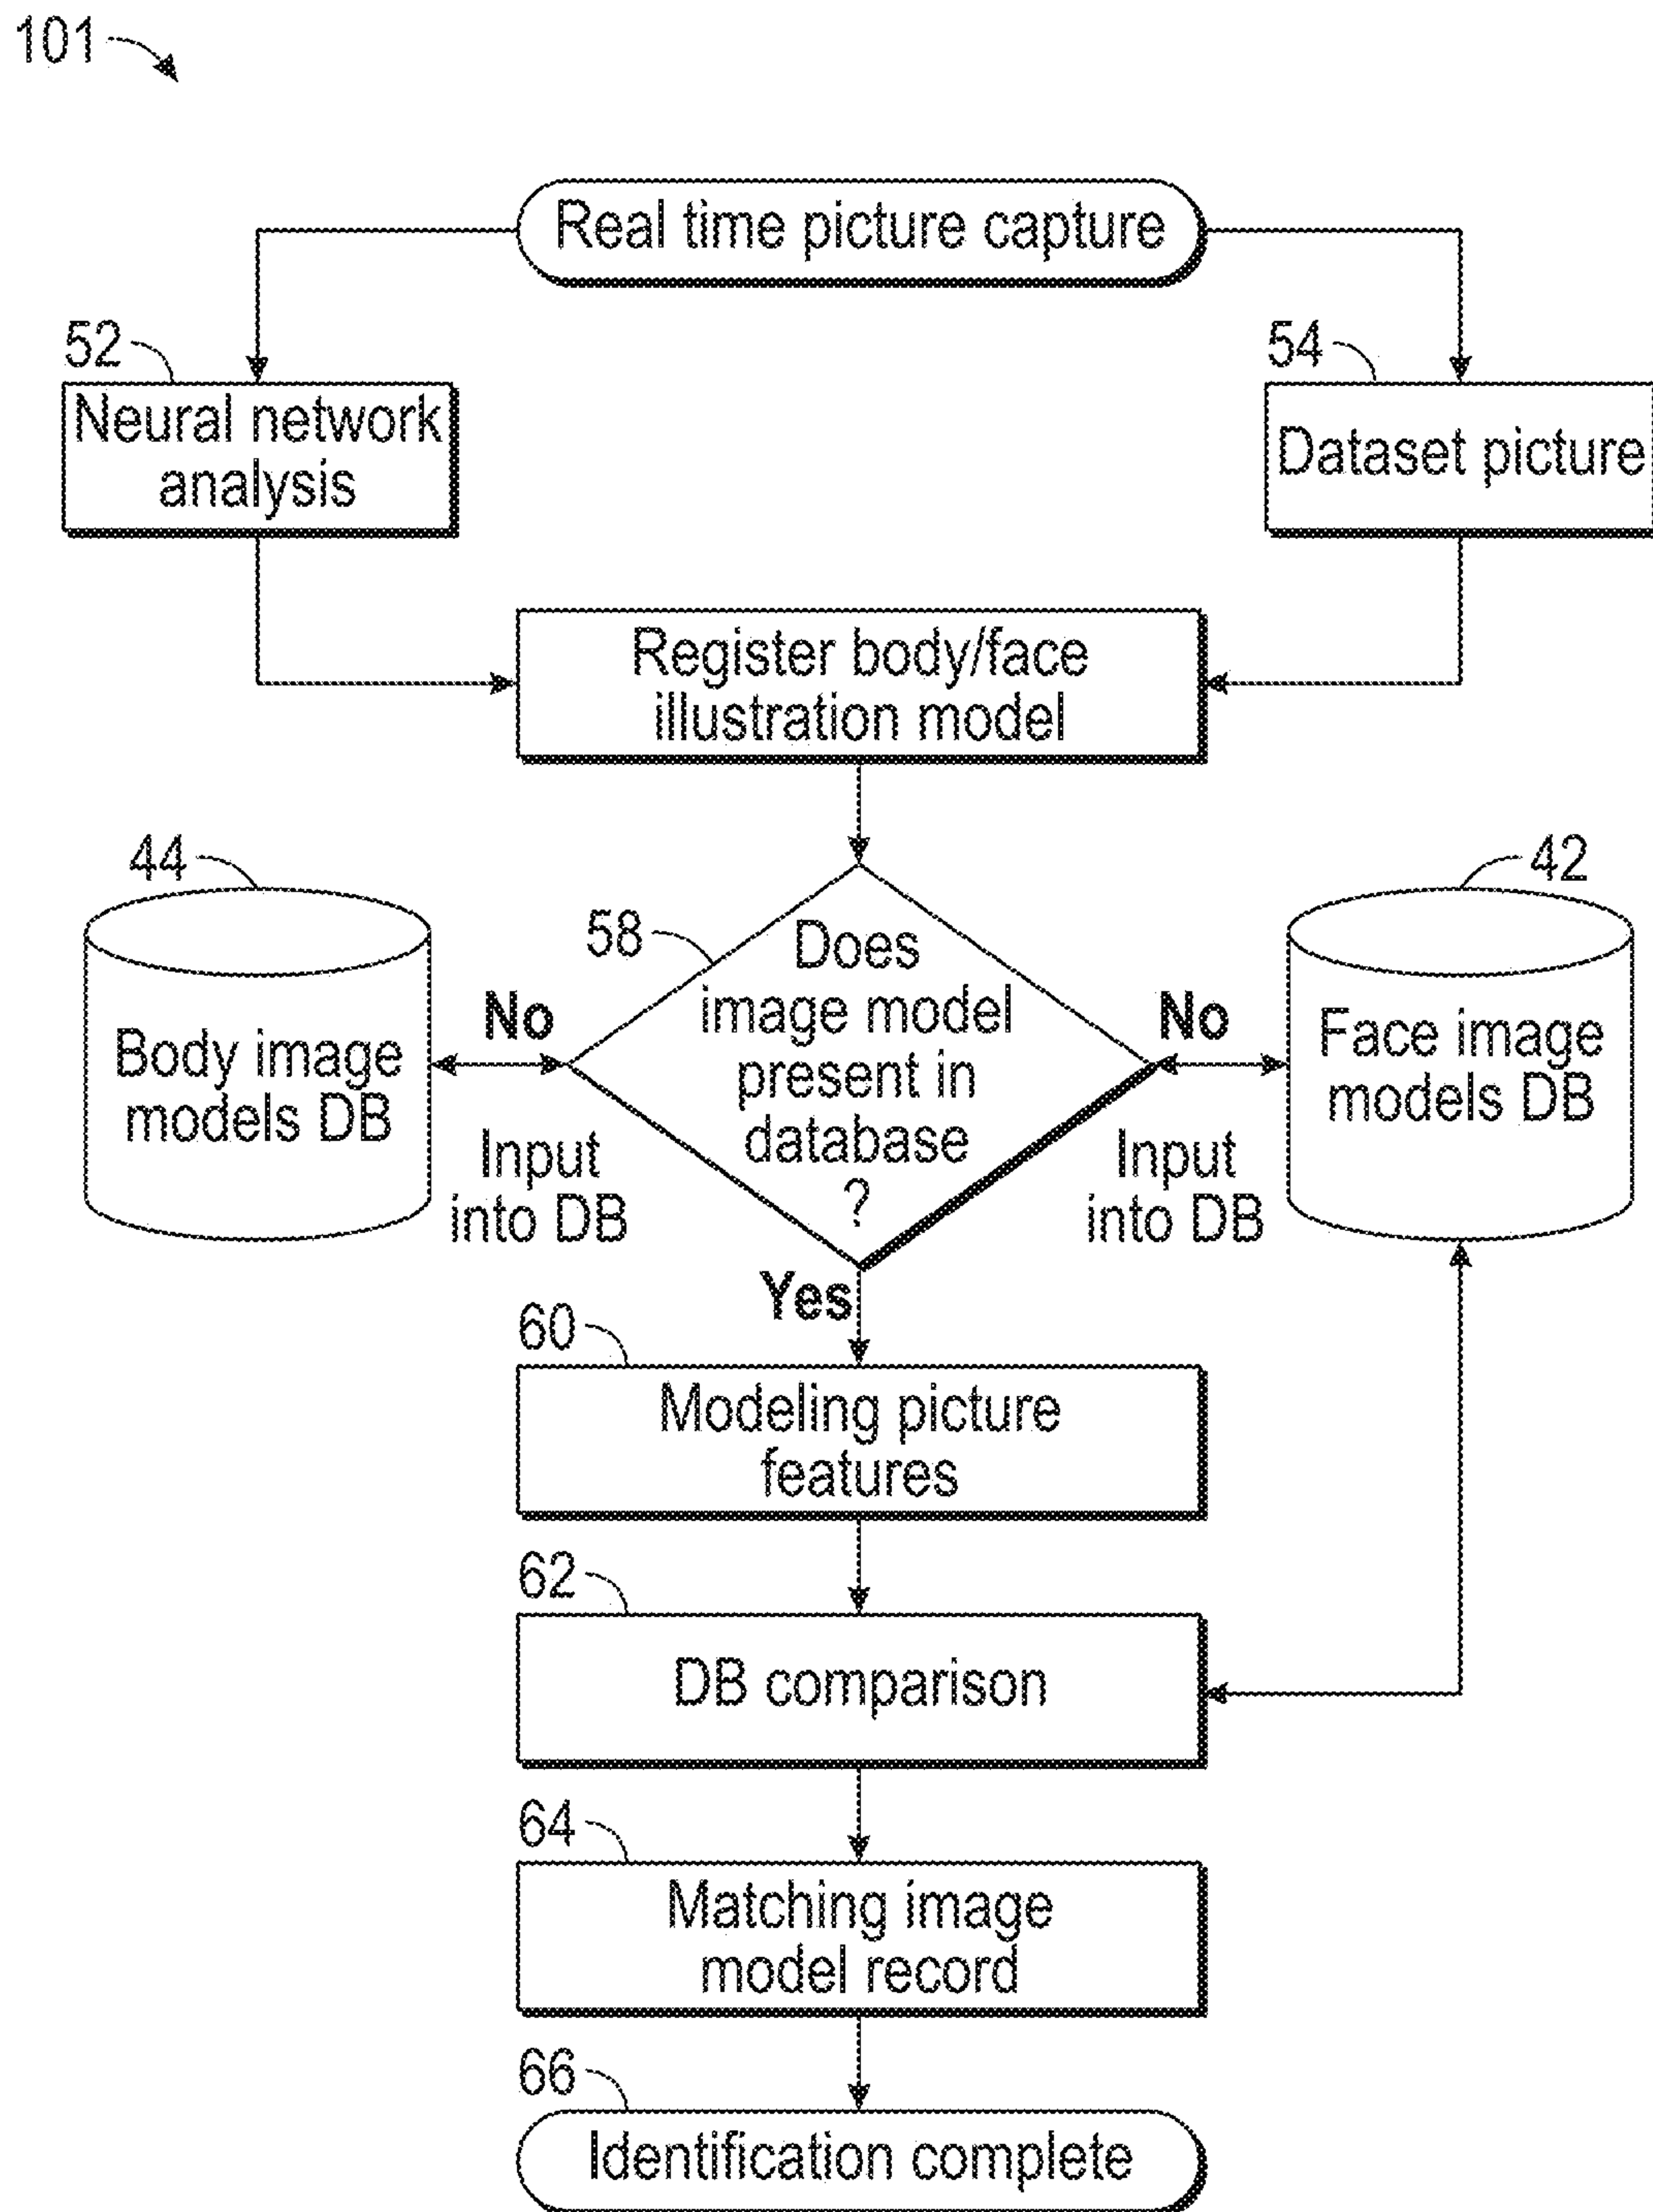 101
Real time picture capture
52
Neural network
analysis
54
Dataset picture
Register body/face
illustration model
44
Body image
models DB
No
Input
into DB
58
Does
image model
present in
database
?
No
Input
into DB
42
Face image
models DB
Yes
60
Modeling picture
features
62
DB comparison
64
Matching image
model record
66
Identification complete